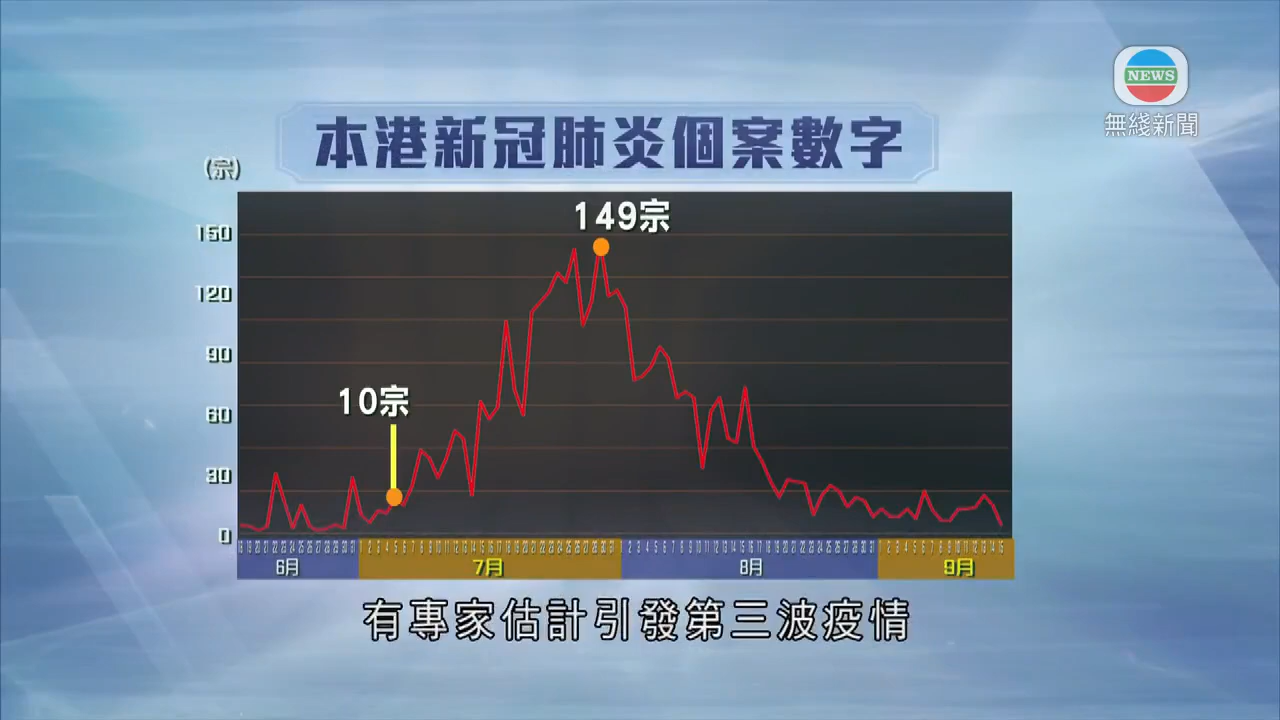 NEWS
無綫新聞
本港新冠肺炎個案數字
(宗)
149宗
150
120
90
10宗
60
30
0
6月 7月 8月 9月
有專家估計引發第三波疫情